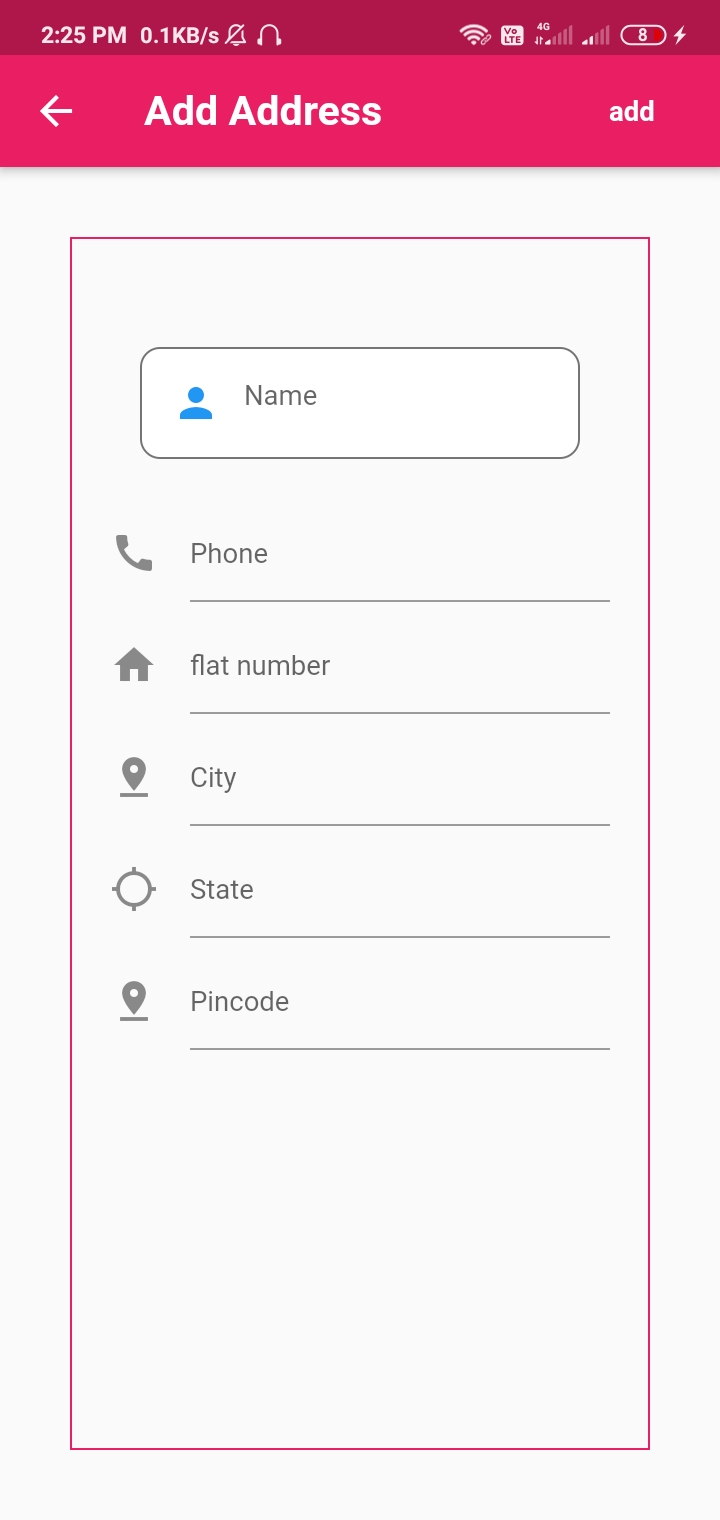 2:25 PM 0.1KB/s Vo LTE 4G 8
Add Address add
Name
Phone
flat number
City
State
Pincode